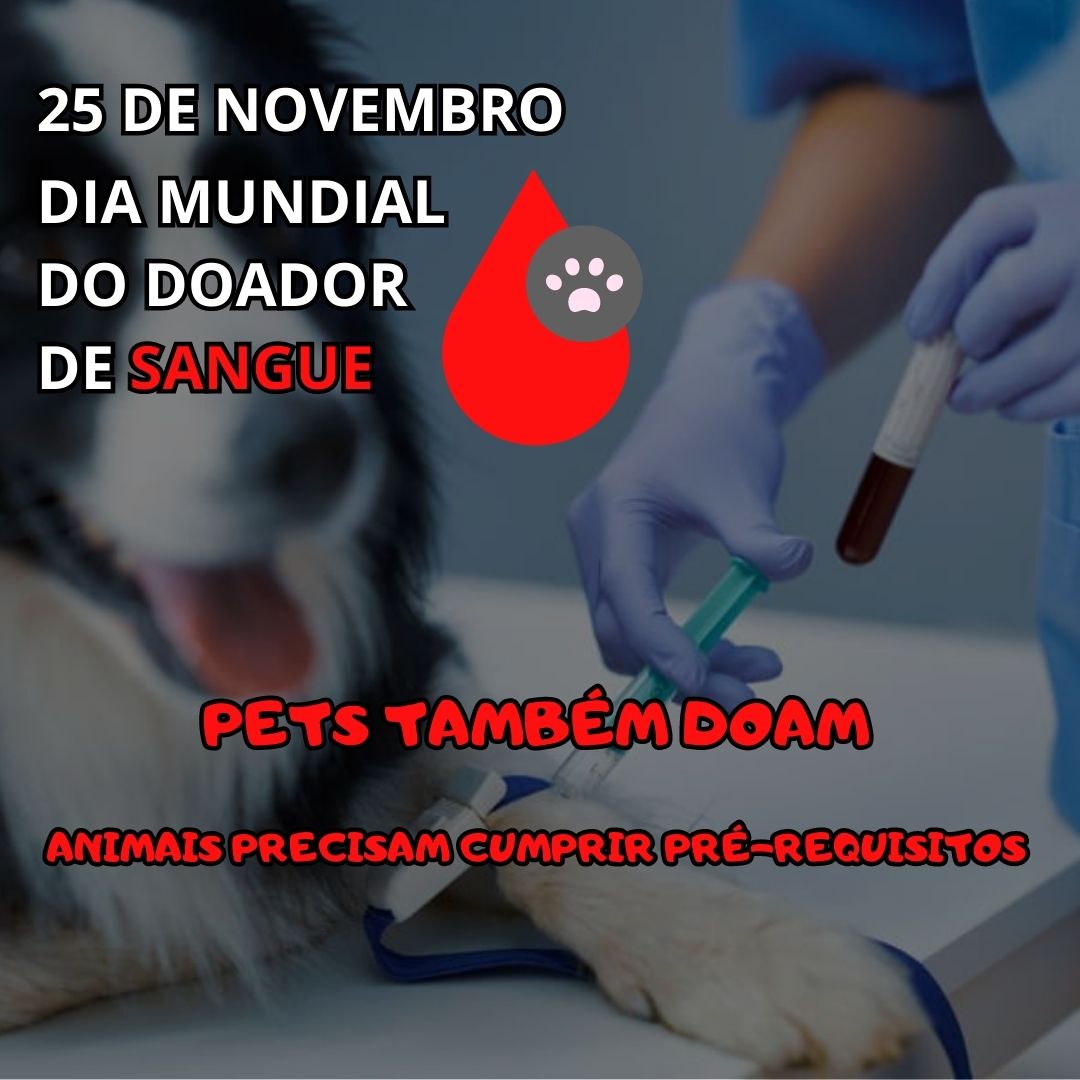 25 DE NOVEMBRO
DIA MUNDIAL
DO DOADOR
DE SANGUE
PETS TAMBÉM DOAM
ANIMAIS PRECISAM CUMPRIR PRÉ-REQUISITOS